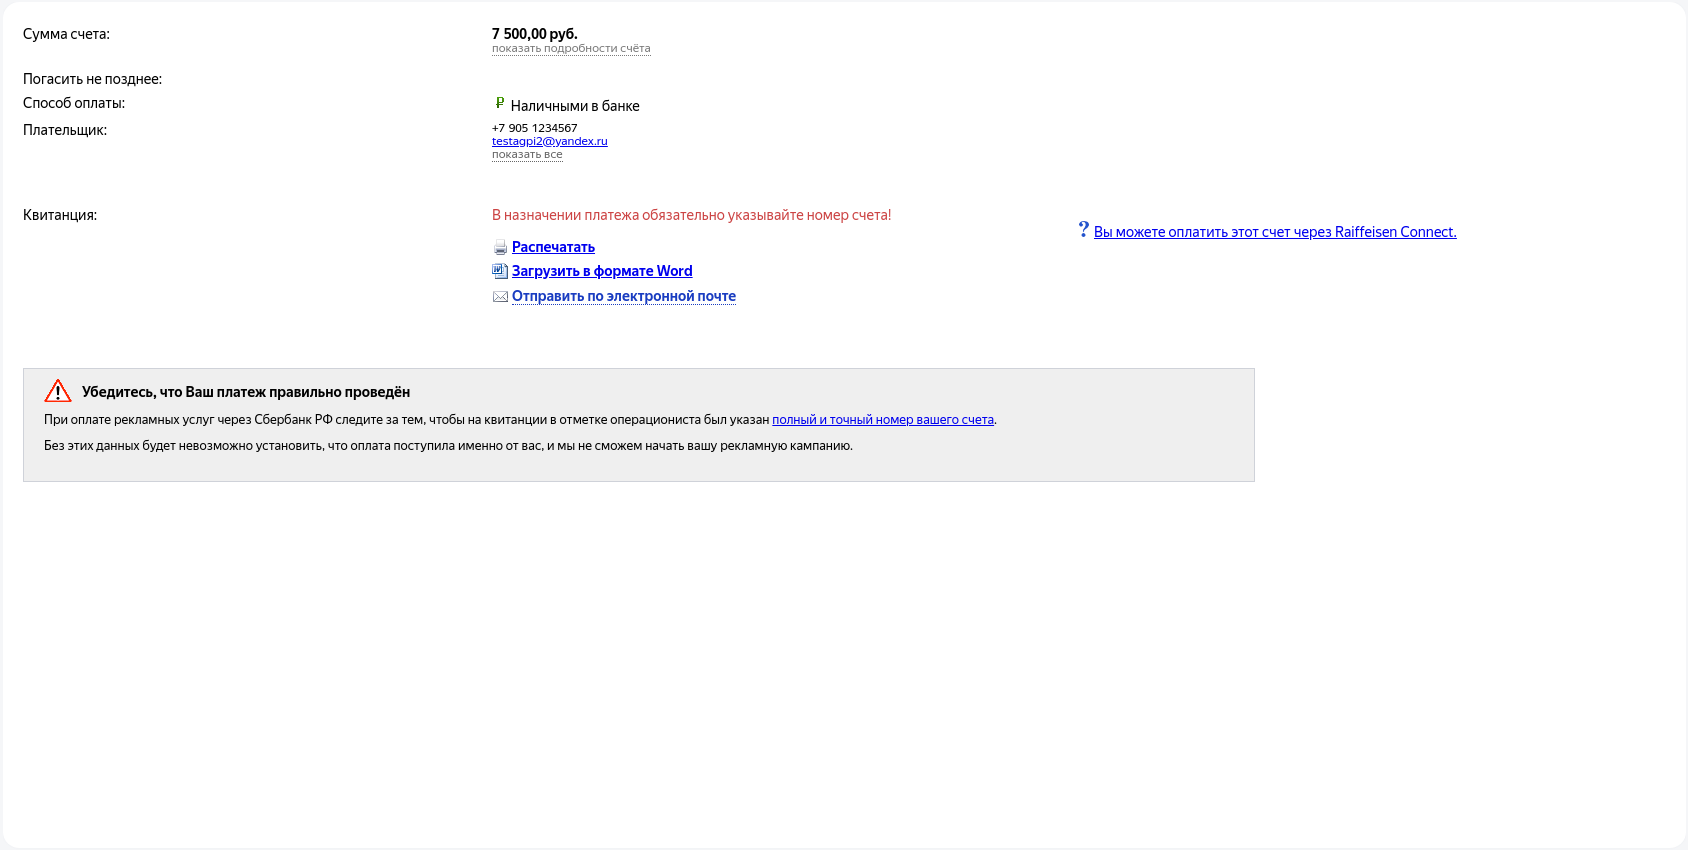 Сумма счета:
7 500,00 руб.
показать подробности счёта
Погасить не позднее:
Способ оплаты:
₽ Наличными в банке
Плательщик:
+7 905 1234567
testagpi2@yandex.ru
показать все
Квитанция:
В назначении платежа обязательно указывайте номер счета!
? Вы можете оплатить этот счет через Raiffeisen Connect.
Распечатать
Загрузить в формате Word
Отправить по электронной почте
Убедитесь, что Ваш платеж правильно проведён
При оплате рекламных услуг через Сбербанк РФ следите за тем, чтобы на квитанции в отметке операциониста был указан полный и точный номер вашего счета.
Без этих данных будет невозможно установить, что оплата поступила именно от вас, и мы не сможем начать вашу рекламную кампанию.